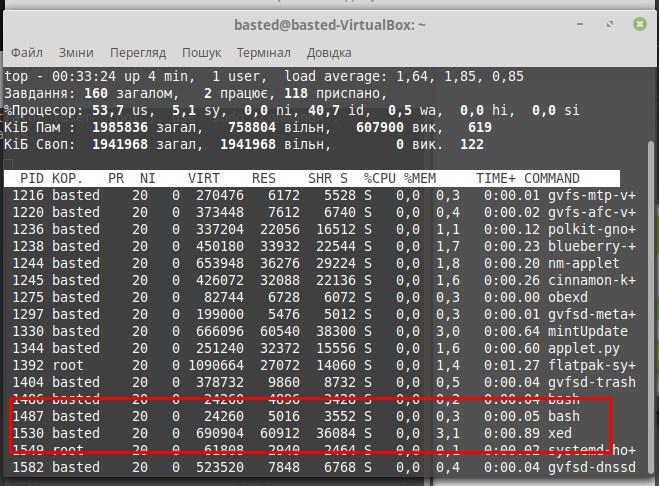 basted@basted-VirtualBox: ~
Файл Зміни Перегляд Пошук Термінал Довідка
top - 00:33:24 up 4 min, 1 user, load average: 1,64, 1,85, 0,85
Завдання: 160 загалом, 2 працює, 118 приспано,
%Процесор: 53,7 us, 5,1 sy, 0,0 ni, 40,7 id, 0,5 wa, 0,0 hi, 0,0 si
КіБ Пам : 1985836 загал, 758804 вільн, 607900 вик, 619
КіБ Своп: 1941968 загал, 1941968 вільн, 0 вик. 122
PID КОР. PR NI VIRT RES SHR S %CPU %MEM TIME+ COMMAND
1216 basted 20 0 270476 6172 5528 S 0,0 0,3 0:00.01 gvfs-mtp-v+
1220 basted 20 0 373448 7612 6740 S 0,0 0,4 0:00.02 gvfs-afc-v+
1236 basted 20 0 337204 22056 16512 S 0,0 1,1 0:00.12 polkit-gno+
1238 basted 20 0 450180 33932 22544 S 0,0 1,7 0:00.23 blueberry-+
1244 basted 20 0 653948 36276 29224 S 0,0 1,8 0:00.20 nm-applet
1245 basted 20 0 426072 32088 22136 S 0,0 1,6 0:00.26 cinnamon-k+
1275 basted 20 0 82744 6728 6072 S 0,0 0,3 0:00.00 obexd
1297 basted 20 0 199000 5476 5012 S 0,0 0,3 0:00.01 gvfsd-meta+
1330 basted 20 0 666096 60540 38300 S 0,0 3,0 0:00.64 mintUpdate
1344 basted 20 0 251240 32372 15556 S 0,0 1,6 0:00.60 applet.py
1392 root 20 0 1090664 27072 14060 S 0,0 1,4 0:01.27 flatpak-sy+
1404 basted 20 0 378732 9860 8732 S 0,0 0,5 0:00.04 gvfsd-trash
1486 basted 20 0 24260 S 0,0 0,2 0:00.04 bash
1487 basted 20 0 24260 5016 3552 S 0,0 0,3 0:00.05 bash
1530 basted 20 0 690904 60912 36084 S 0,0 3,1 0:00.89 xed
1549 root 20 0 61808 2940 2464 S 0,0 0,1 0:00.02 systemd-ho+
1582 basted 20 0 523520 7848 6768 S 0,0 0,4 0:00.04 gvfsd-dnssd